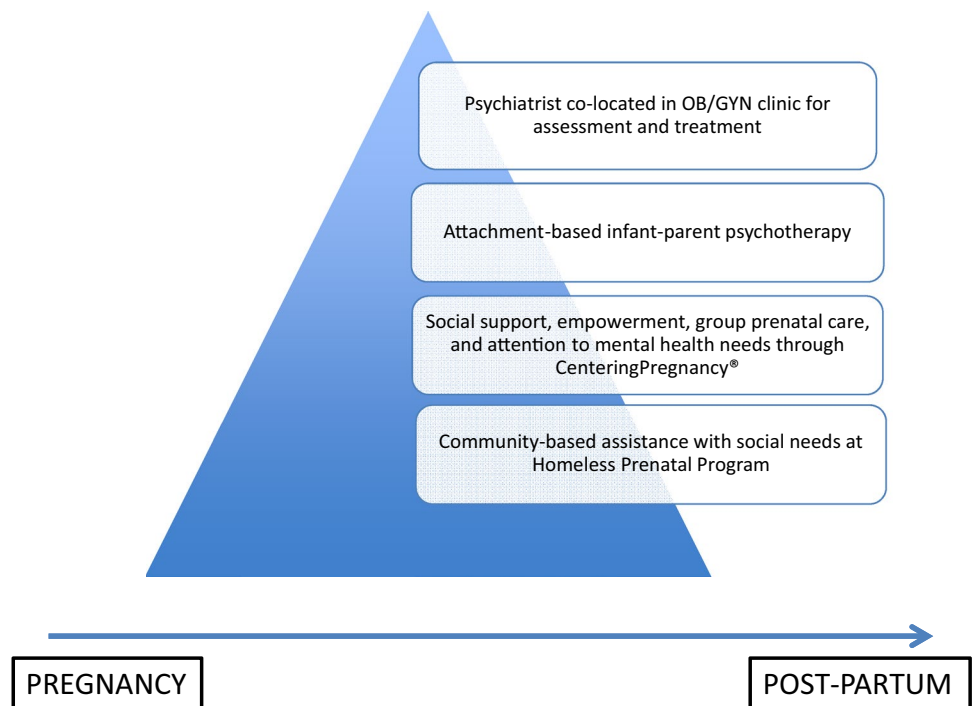 Psychiatrist co-located in OB/GYN clinic for
assessment and treatment
Attachment-based infant-parent psychotherapy
Social support, empowerment, group prenatal care,
and attention to mental health needs through
CenteringPregnancy®
Community-based assistance with social needs at
Homeless Prenatal Program
PREGNANCY
POST-PARTUM